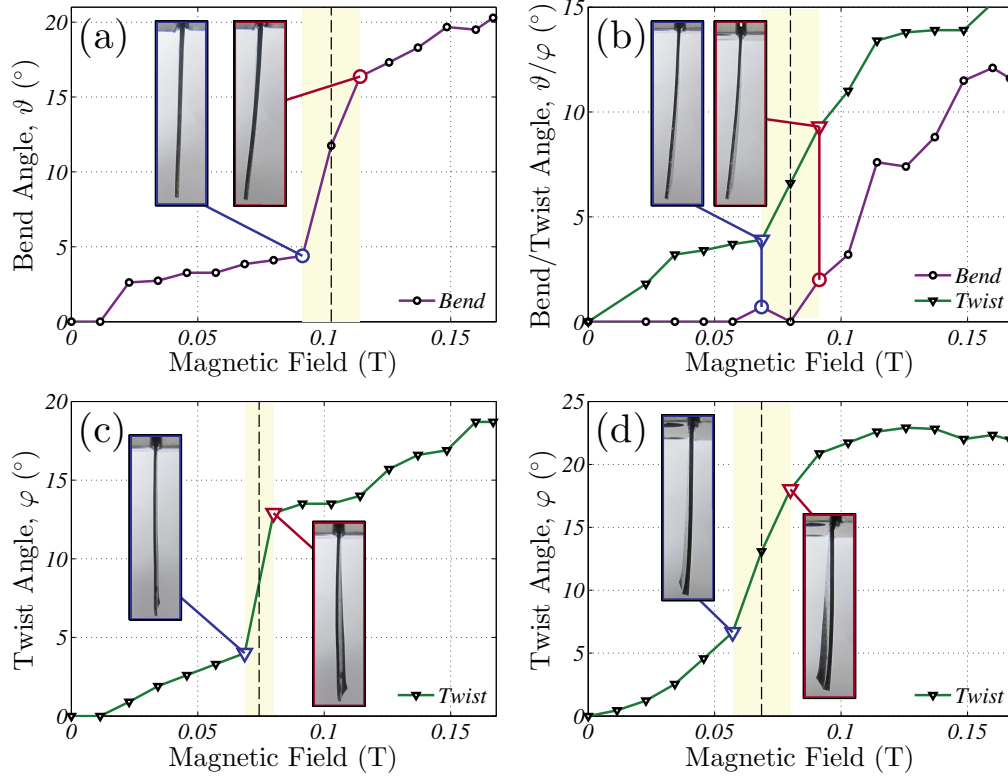 (a)
Bend Angle, ϑ (°)
20
15
10
5
0
0
0.05
0.1
0.15
Magnetic Field (T)
Bend
(b)
Bend/Twist Angle, ϑ/φ (°)
15
10
5
0
0
0.05
0.1
0.15
Magnetic Field (T)
Bend
Twist
(c)
Twist Angle, φ (°)
20
15
10
5
0
0
0.05
0.1
0.15
Magnetic Field (T)
Twist
(d)
Twist Angle, φ (°)
25
20
15
10
5
0
0
0.05
0.1
0.15
Magnetic Field (T)
Twist